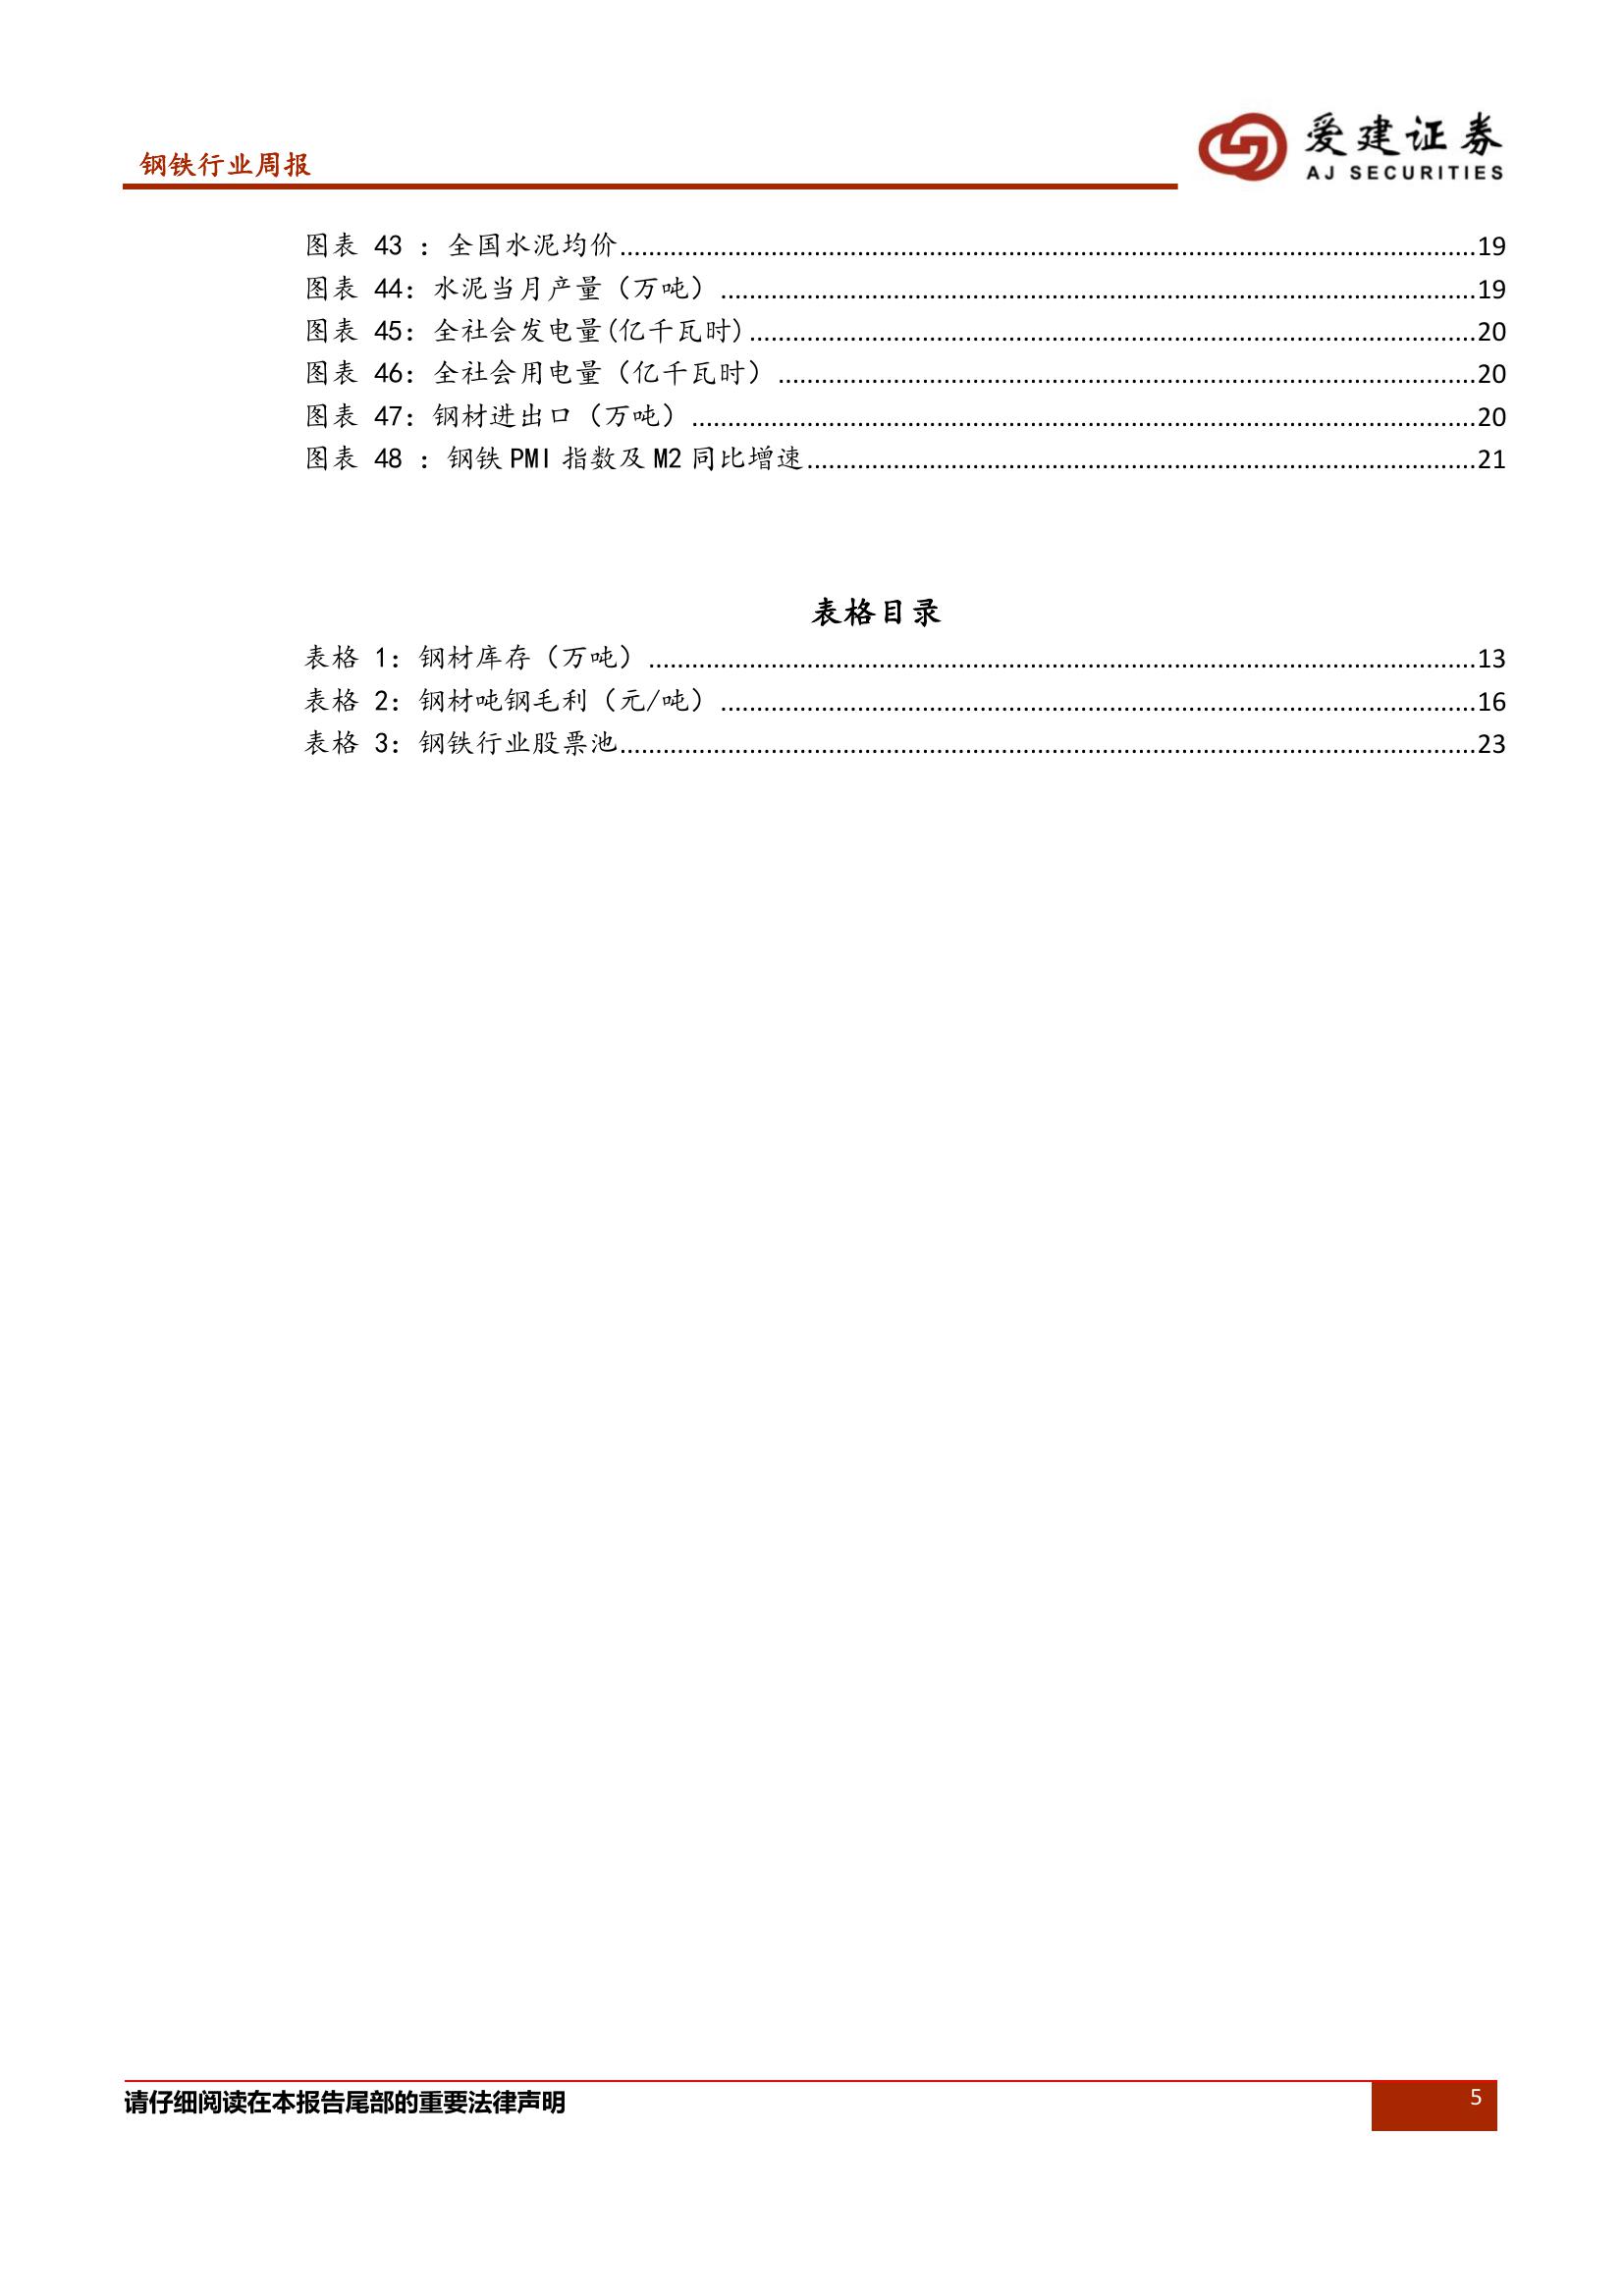 钢铁行业周报
爱建证券
AJ SECURITIES
图表 43 ：全国水泥均价......19
图表 44：水泥当月产量（万吨）......19
图表 45：全社会发电量(亿千瓦时)......20
图表 46：全社会用电量（亿千瓦时）......20
图表 47：钢材进出口（万吨）......20
图表 48 ：钢铁 PMI 指数及 M2 同比增速......21
表格目录
表格 1：钢材库存（万吨）......13
表格 2：钢材吨钢毛利（元/吨）......16
表格 3：钢铁行业股票池......23
请仔细阅读在本报告尾部的重要法律声明
5